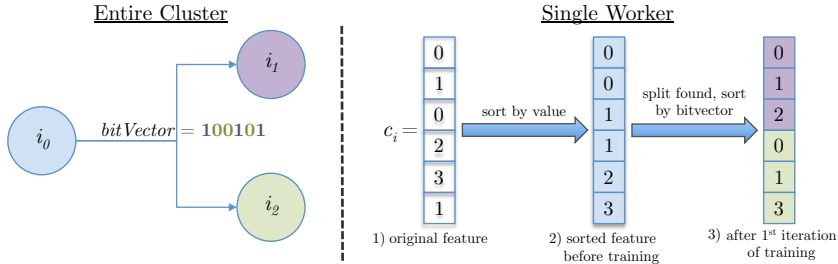 Entire Cluster
i0
bitVector = 100101
i1
i2
Single Worker
ci =
0
1
0
2
3
1
1) original feature
sort by value
0
0
1
1
2
3
2) sorted feature
before training
split found, sort
by bitvector
0
1
2
0
1
3
3) after 1st iteration
of training